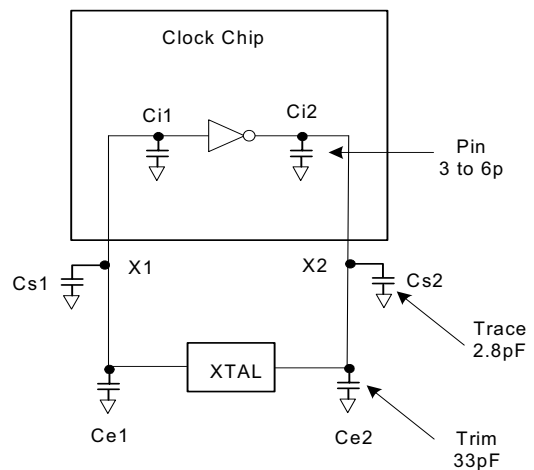 Clock Chip
Ci1
Ci2
Pin
3 to 6p
X1
X2
Cs1
Cs2
Trace
2.8pF
XTAL
Ce1
Ce2
Trim
33pF